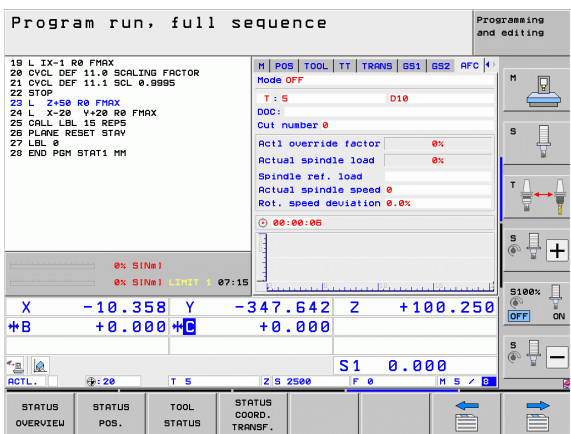 Program run, full sequence
Programming and editing
19 L IX-1 R0 FMAX
20 CYCL DEF 11.0 SCALING FACTOR
21 CYCL DEF 11.1 SCL 0.9995
22 STOP
23 L Z+50 R0 FMAX
24 L X-20 Y+20 R0 FMAX
25 CALL LBL 15 REP5
26 PLANE RESET STAY
27 LBL 0
28 END PGM STAT1 MM
M POS TOOL TT TRANS GS1 GS2 AFC
Mode OFF
T : 5 D10
DOC:
Cut number 0
Actl override factor 0%
Actual spindle load 0%
Spindle ref. load
Actual spindle speed 0
Rot. speed deviation 0.0%
00:00:06
0% S[Nm]
0% S[Nm] LIMIT 1 07:15
X -10.358 Y -347.642 Z +100.250
B +0.000 C +0.000
S1 0.000
ACTL. :20 T 5 Z S 2500 F 0 M 5 / 8
M
S
T
S
S100%
OFF ON
S
STATUS OVERVIEW
STATUS POS.
TOOL STATUS
STATUS COORD. TRANSF.